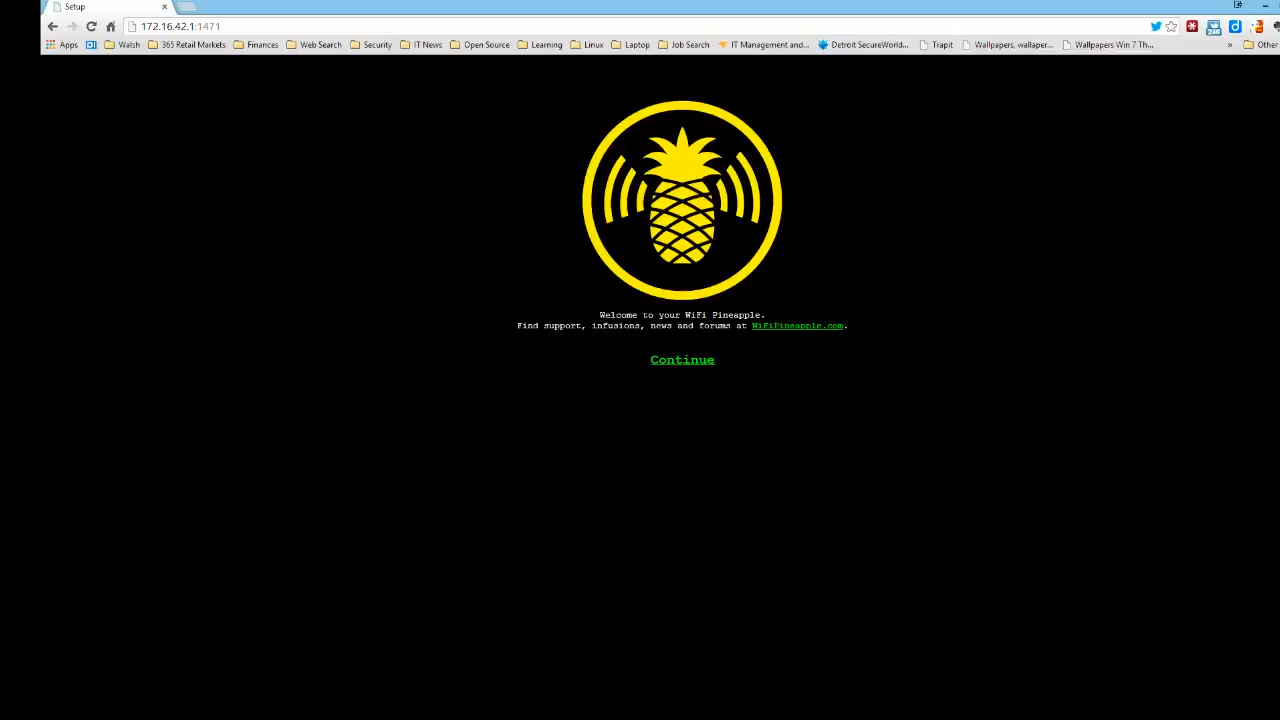 Setup
172.16.42.1:1471
Apps Walsh 365 Retail Markets Finances Web Search Security IT News Open Source Learning Linux Laptop Job Search IT Management and... Detroit SecureWorld... Trapit Wallpapers, wallaper... Wallpapers Win 7 Th... » Other
Welcome to your WiFi Pineapple.
Find support, infusions, news and forums at WiFiPineapple.com.
Continue